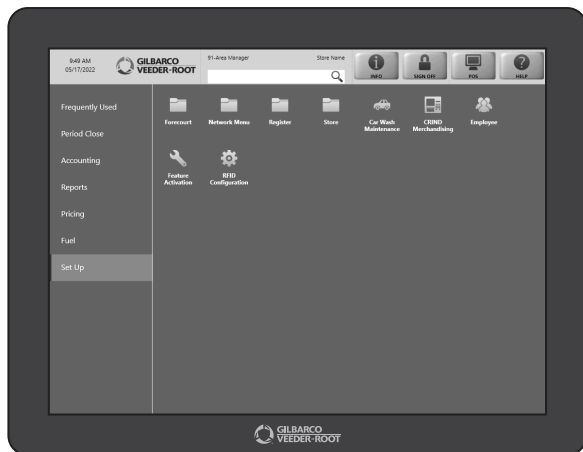 9:49 AM
05/17/2022
GILBARCO
VEEDER-ROOT
91-Area Manager
Store Name
INFO
SIGN OFF
POS
HELP
Frequently Used
Period Close
Accounting
Reports
Pricing
Fuel
Set Up
Forecourt
Network Menu
Register
Store
Car Wash
Maintenance
CRIND
Merchandising
Employee
Feature
Activation
RFID
Configuration
GILBARCO
VEEDER-ROOT